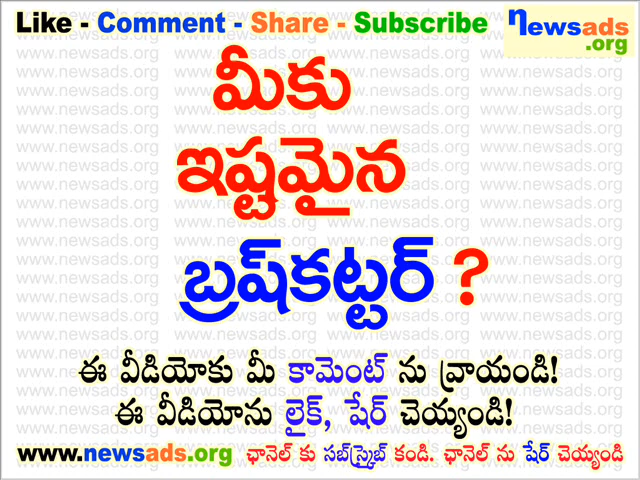 Like - Comment - Share - Subscribe
newsads
.org
మీకు
ఇష్టమైన
బ్రష్‌కట్టర్ ?
ఈ వీడియోకు మీ కామెంట్ ను వ్రాయండి!
ఈ వీడియోను లైక్, షేర్ చెయ్యండి!
www.newsads.org ఛానెల్ కు సబ్‌స్క్రైబ్ కండి. ఛానెల్ ను షేర్ చెయ్యండి